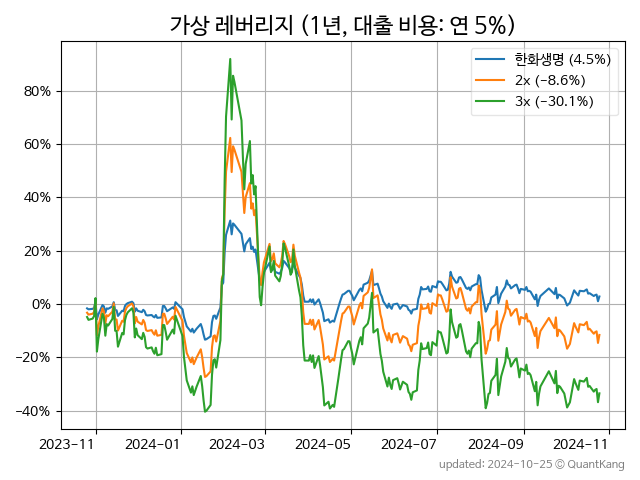 가상 레버리지 (1년, 대출 비용: 연 5%)
한화생명 (4.5%)
2x (−8.6%)
3x (−30.1%)
80%
60%
40%
20%
0%
−20%
−40%
2023-11
2024-01
2024-03
2024-05
2024-07
2024-09
2024-11
updated: 2024-10-25 © QuantKang